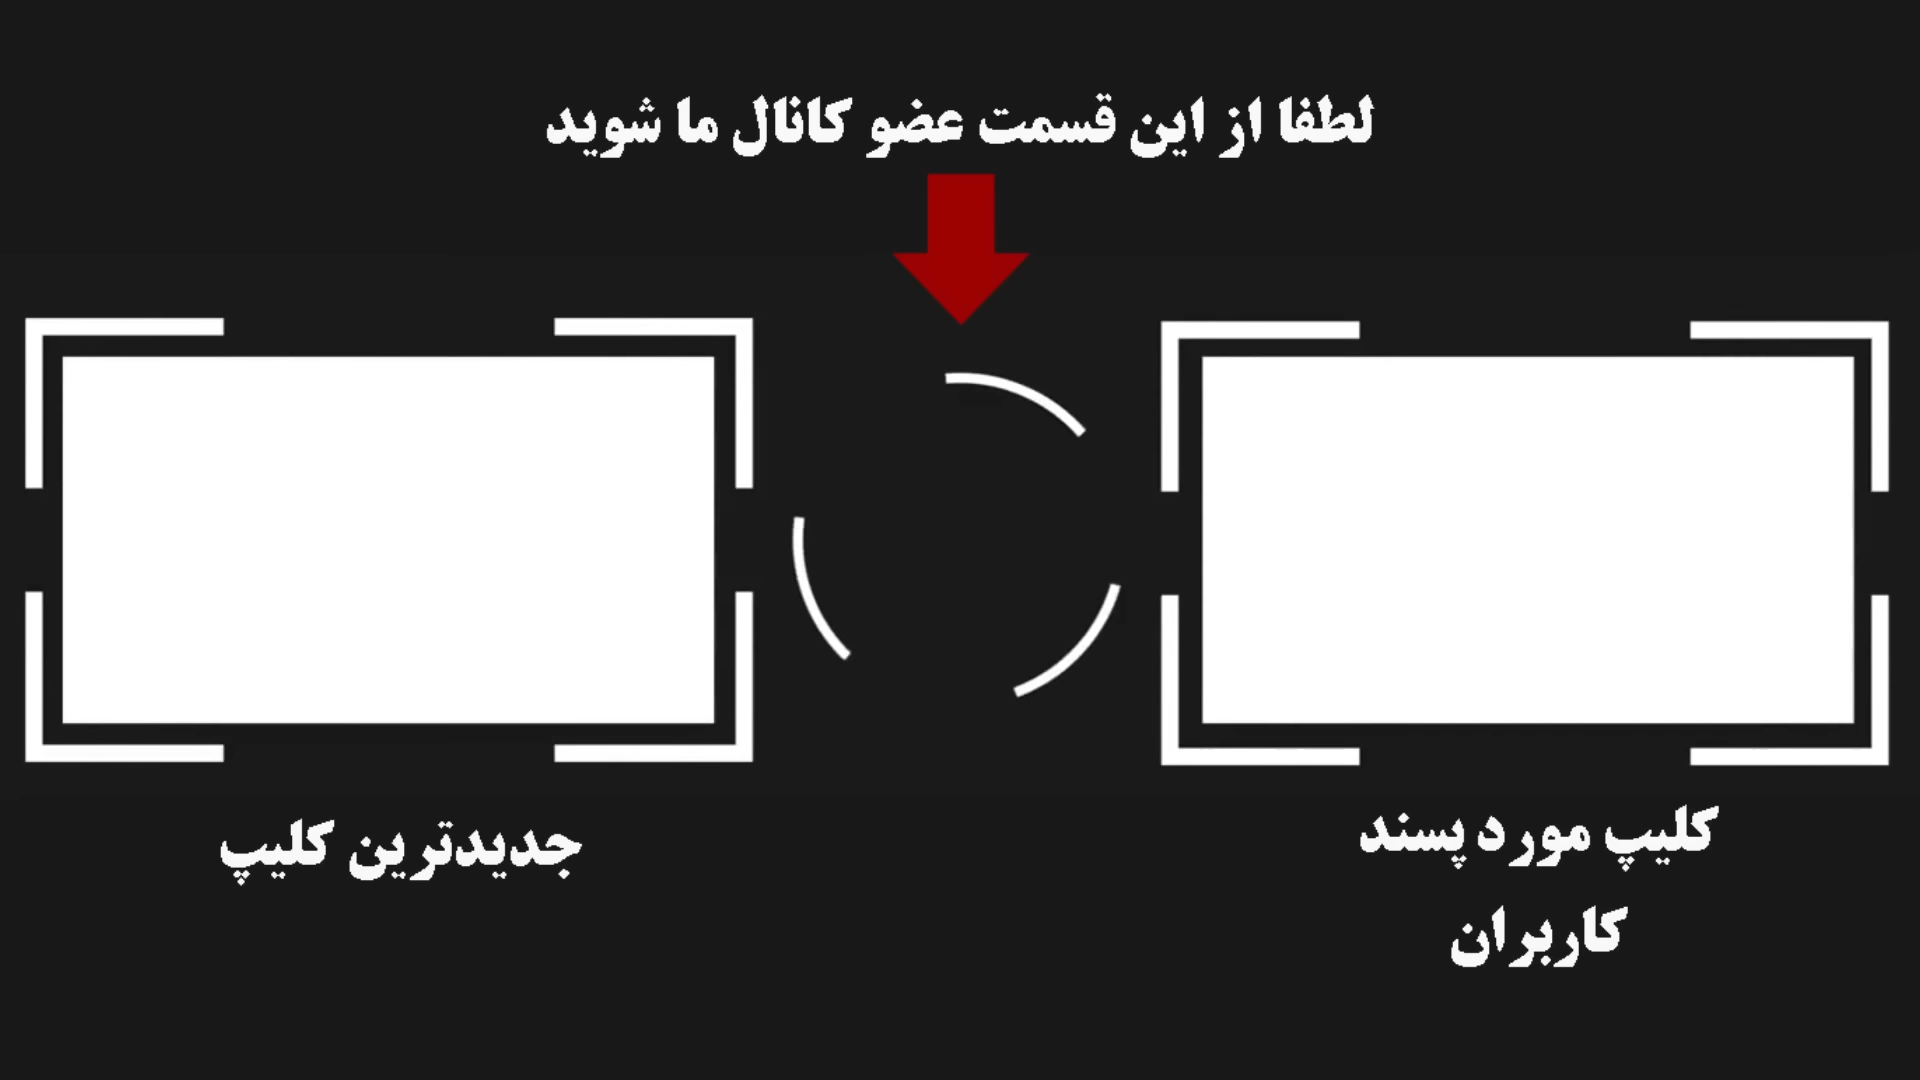 لطفا از این قسمت عضو کانال ما شوید
کلیپ مورد پسند
کاربران
جدیدترین کلیپ